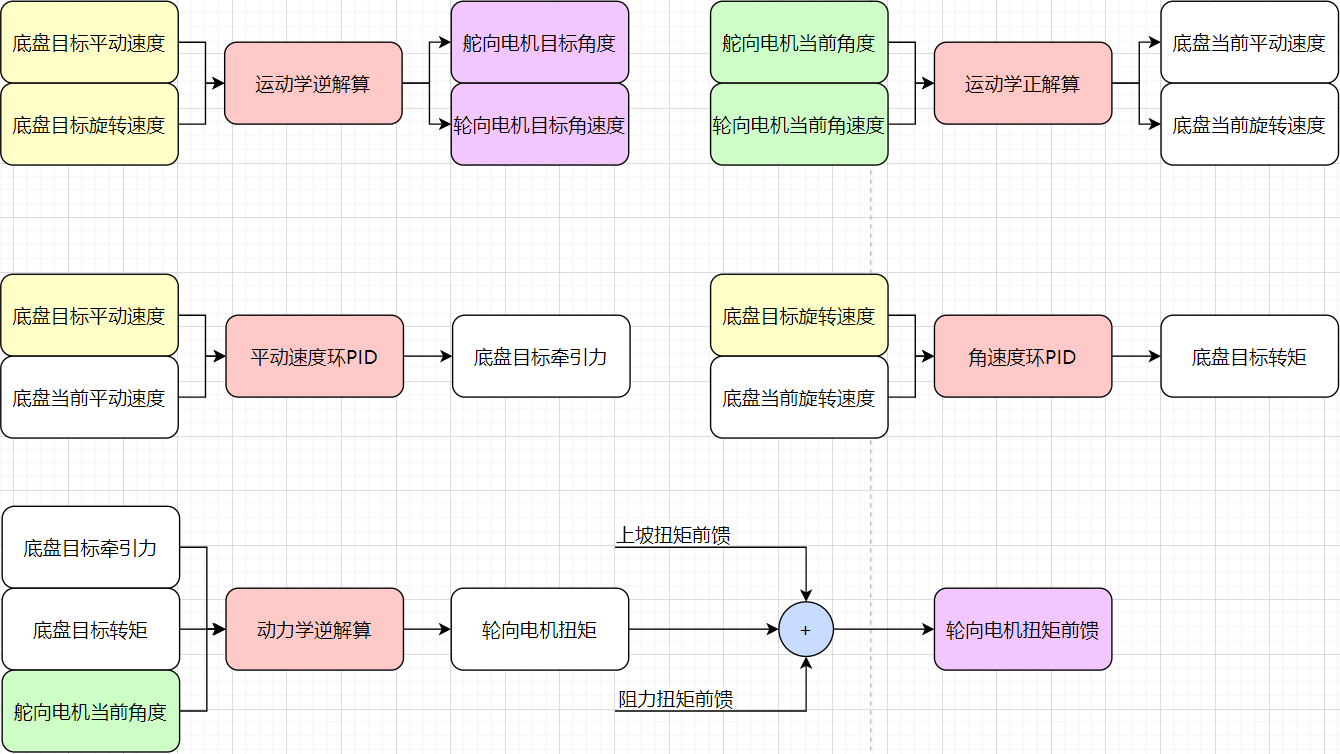 底盘目标平动速度
底盘目标旋转速度
运动学逆解算
舵向电机目标角度
轮向电机目标角速度
舵向电机当前角度
轮向电机当前角速度
运动学正解算
底盘当前平动速度
底盘当前旋转速度
底盘目标平动速度
底盘当前平动速度
平动速度环PID
底盘目标牵引力
底盘目标旋转速度
底盘当前旋转速度
角速度环PID
底盘目标转矩
底盘目标牵引力
底盘目标转矩
舵向电机当前角度
动力学逆解算
轮向电机扭矩
上坡扭矩前馈
+
阻力扭矩前馈
轮向电机扭矩前馈